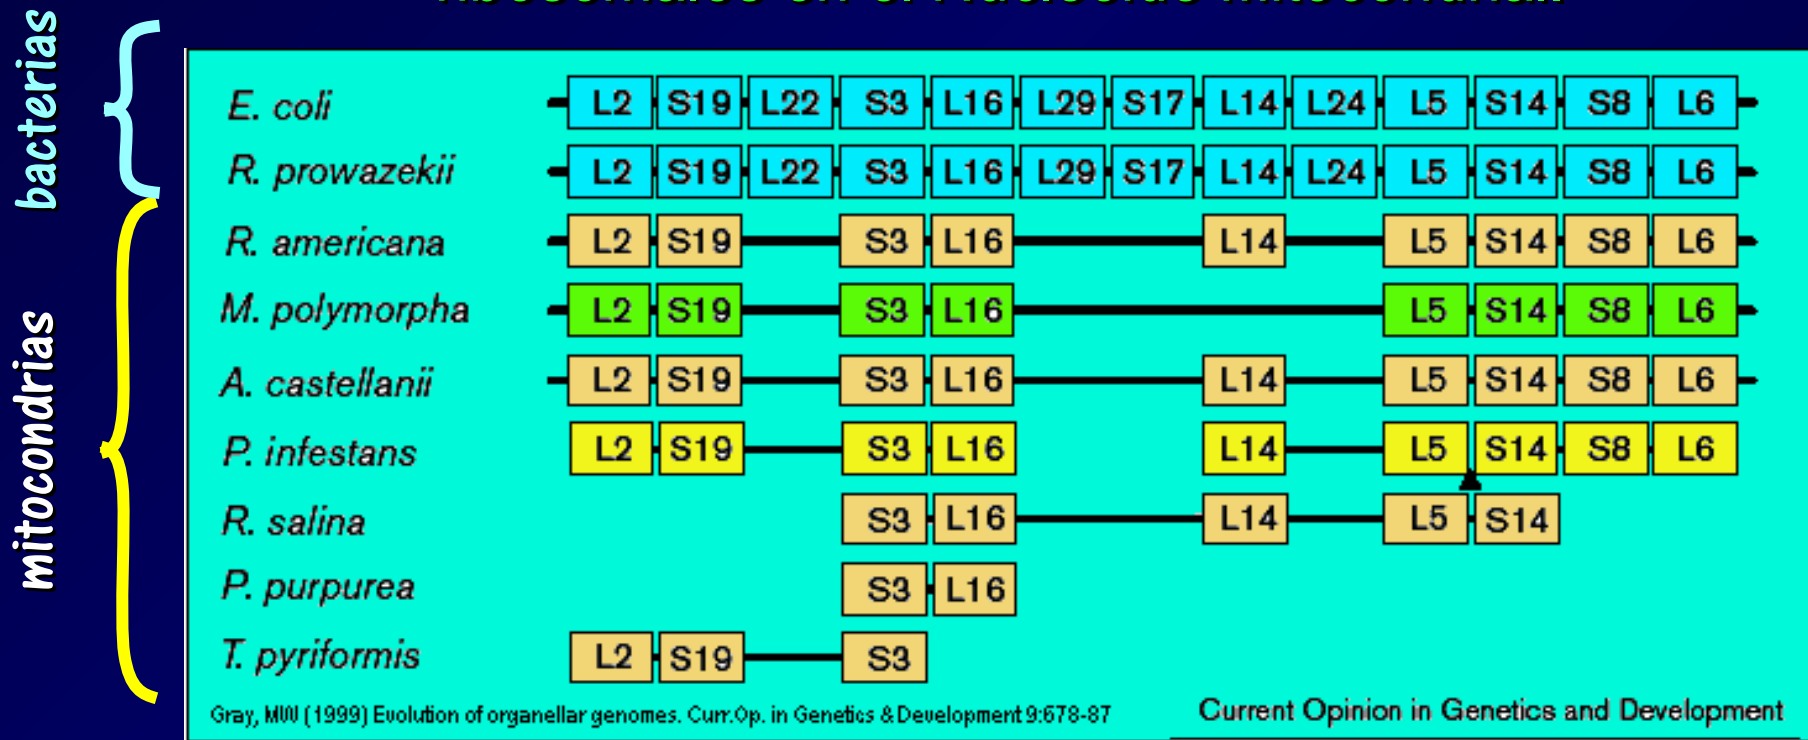 bacterias
mitocondrias
E. coli L2 S19 L22 S3 L16 L29 S17 L14 L24 L5 S14 S8 L6
R. prowazekii L2 S19 L22 S3 L16 L29 S17 L14 L24 L5 S14 S8 L6
R. americana L2 S19 S3 L16 L14 L5 S14 S8 L6
M. polymorpha L2 S19 S3 L16 L5 S14 S8 L6
A. castellanii L2 S19 S3 L16 L14 L5 S14 S8 L6
P. infestans L2 S19 S3 L16 L14 L5 S14 S8 L6
R. salina S3 L16 L14 L5 S14
P. purpurea S3 L16
T. pyriformis L2 S19 S3
Gray, MW (1999) Evolution of organellar genomes. Curr.Op. in Genetics & Development 9:678-87
Current Opinion in Genetics and Development